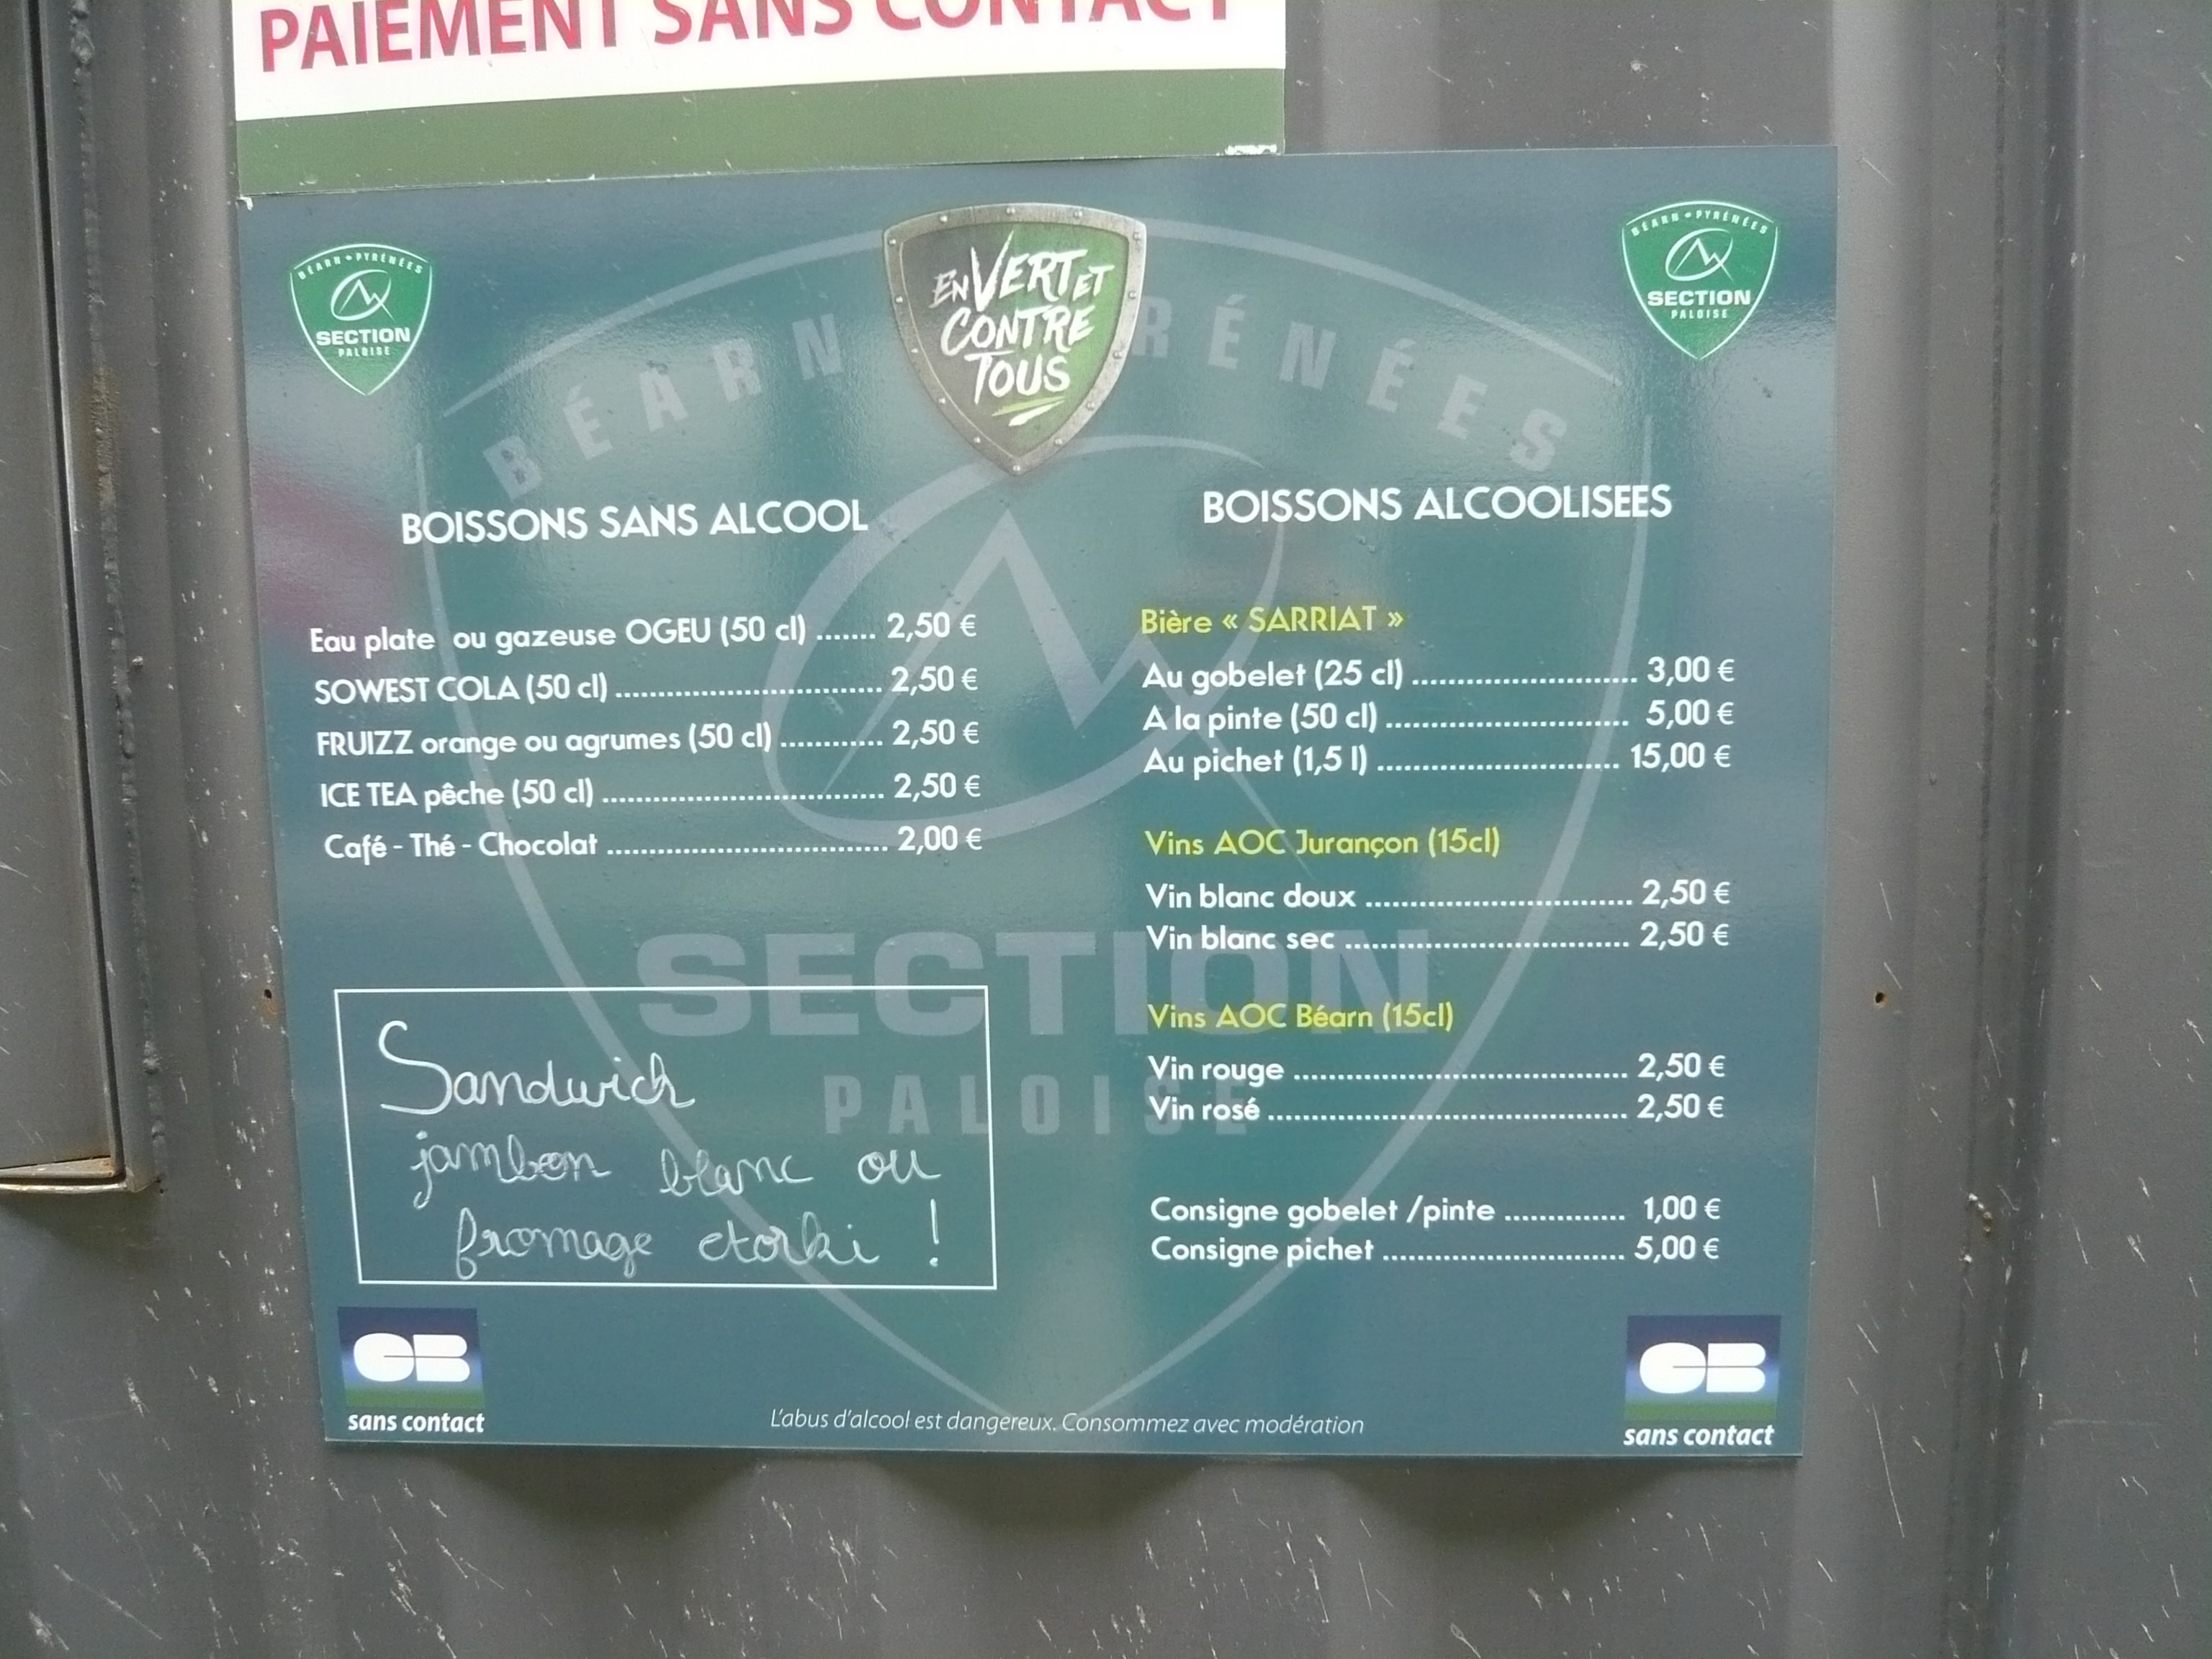 PAIEMENT SANS CONTACT
BÉARN PYRÉNÉES
SECTION
PALOISE
EN VERT ET
CONTRE
TOUS
BÉARN PYRÉNÉES
SECTION
PALOISE
BÉARN PYRÉNÉES
BOISSONS SANS ALCOOL
Eau plate ou gazeuse OGEU (50 cl) ....... 2,50 €
SOWEST COLA (50 cl) .............................. 2,50 €
FRUIZZ orange ou agrumes (50 cl) ............ 2,50 €
ICE TEA pêche (50 cl) ................................ 2,50 €
Café - Thé - Chocolat ................................ 2,00 €
BOISSONS ALCOOLISEES
Bière « SARRIAT »
Au gobelet (25 cl) .......................... 3,00 €
A la pinte (50 cl) ............................ 5,00 €
Au pichet (1,5 l) ............................ 15,00 €
Vins AOC Jurançon (15cl)
Vin blanc doux .............................. 2,50 €
Vin blanc sec ................................ 2,50 €
Vins AOC Béarn (15cl)
Vin rouge ...................................... 2,50 €
Vin rosé ......................................... 2,50 €
Consigne gobelet /pinte .............. 1,00 €
Consigne pichet ........................... 5,00 €
SECTION
PALOISE
Sandwich
jambon blanc ou
fromage etorki !
CB
sans contact
L'abus d'alcool est dangereux. Consommez avec modération
CB
sans contact